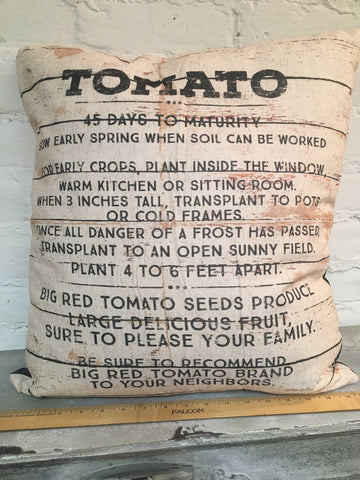 TOMATO
45 DAYS TO MATURITY
SOW EARLY SPRING WHEN SOIL CAN BE WORKED
FOR EARLY CROPS, PLANT INSIDE THE WINDOW,
WARM KITCHEN OR SITTING ROOM.
WHEN 3 INCHES TALL, TRANSPLANT TO POTS
OR COLD FRAMES.
ONCE ALL DANGER OF A FROST HAS PASSED,
TRANSPLANT TO AN OPEN SUNNY FIELD.
PLANT 4 TO 6 FEET APART.
BIG RED TOMATO SEEDS PRODUCE
LARGE DELICIOUS FRUIT,
SURE TO PLEASE YOUR FAMILY.
BE SURE TO RECOMMEND
BIG RED TOMATO BRAND
TO YOUR NEIGHBORS.
FALCON